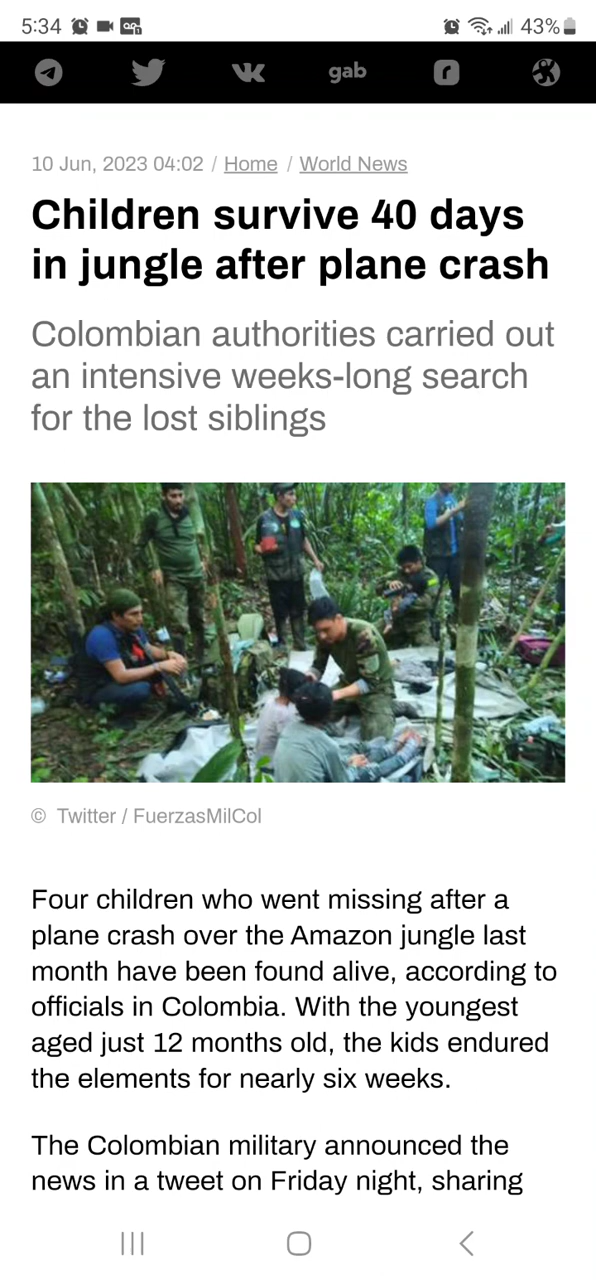 5:34
43%
gab
10 Jun, 2023 04:02 / Home / World News
Children survive 40 days
in jungle after plane crash
Colombian authorities carried out
an intensive weeks-long search
for the lost siblings
© Twitter / FuerzasMilCol
Four children who went missing after a
plane crash over the Amazon jungle last
month have been found alive, according to
officials in Colombia. With the youngest
aged just 12 months old, the kids endured
the elements for nearly six weeks.
The Colombian military announced the
news in a tweet on Friday night, sharing